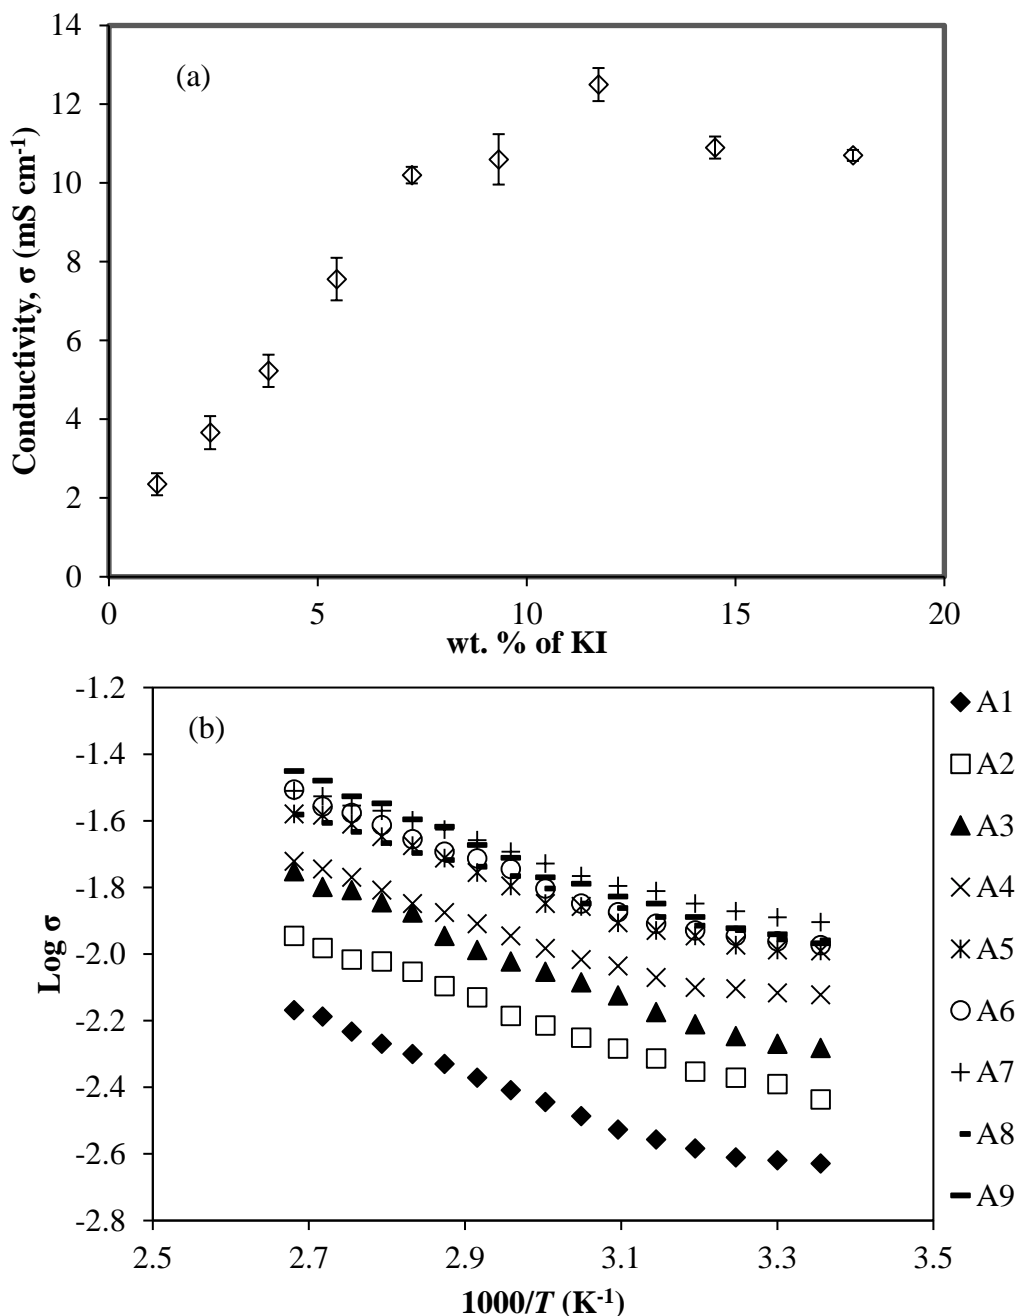 14
12
10
8
6
4
2
0
Conductivity, σ (mS cm⁻¹)
(a)
0 5 10 15 20
wt. % of KI
-1.2
-1.4
-1.6
-1.8
-2.0
-2.2
-2.4
-2.6
-2.8
Log σ
(b)
2.5 2.7 2.9 3.1 3.3 3.5
1000/T (K⁻¹)
A1
A2
A3
A4
A5
A6
A7
A8
A9